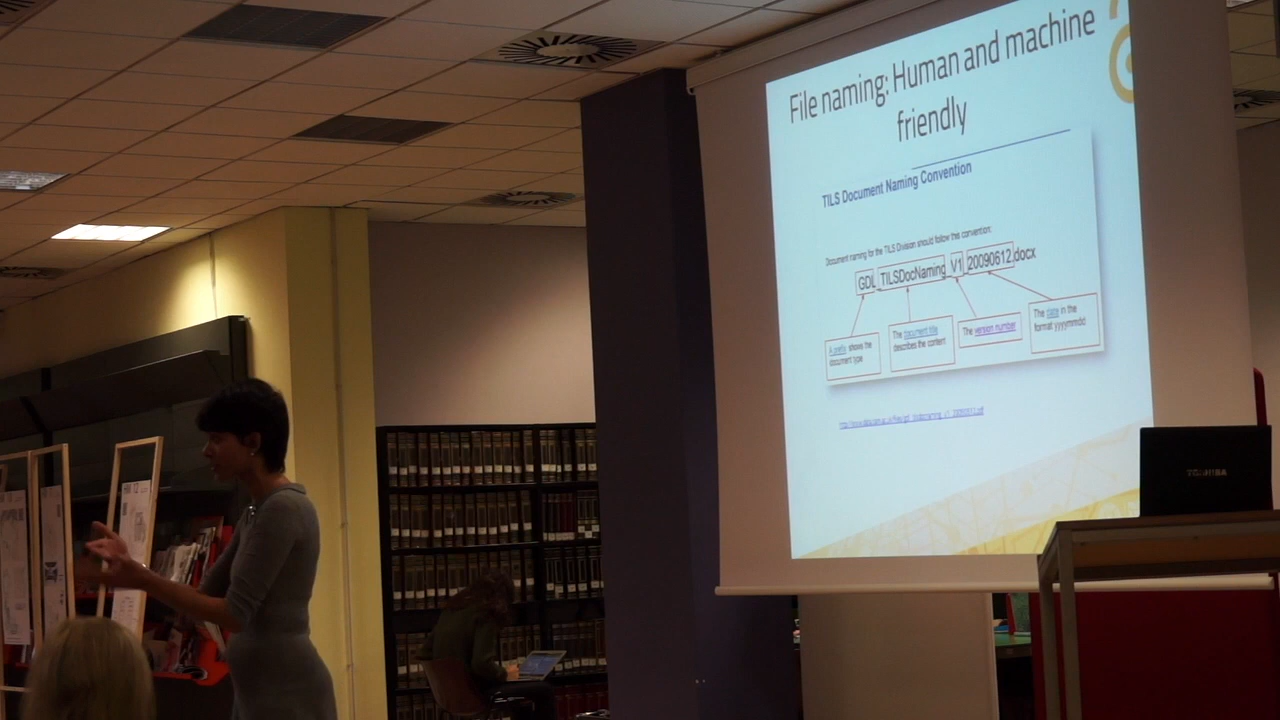 File naming: Human and machine
friendly
TILS Document Naming Convention
Document naming for the TILS Division should follow this convention:
GDL TILSDocNaming V1 20090612.docx
A prefix shows the
document type
The document title
describes the content
The version number
The date in the
format yyyymmdd
TOSHIBA